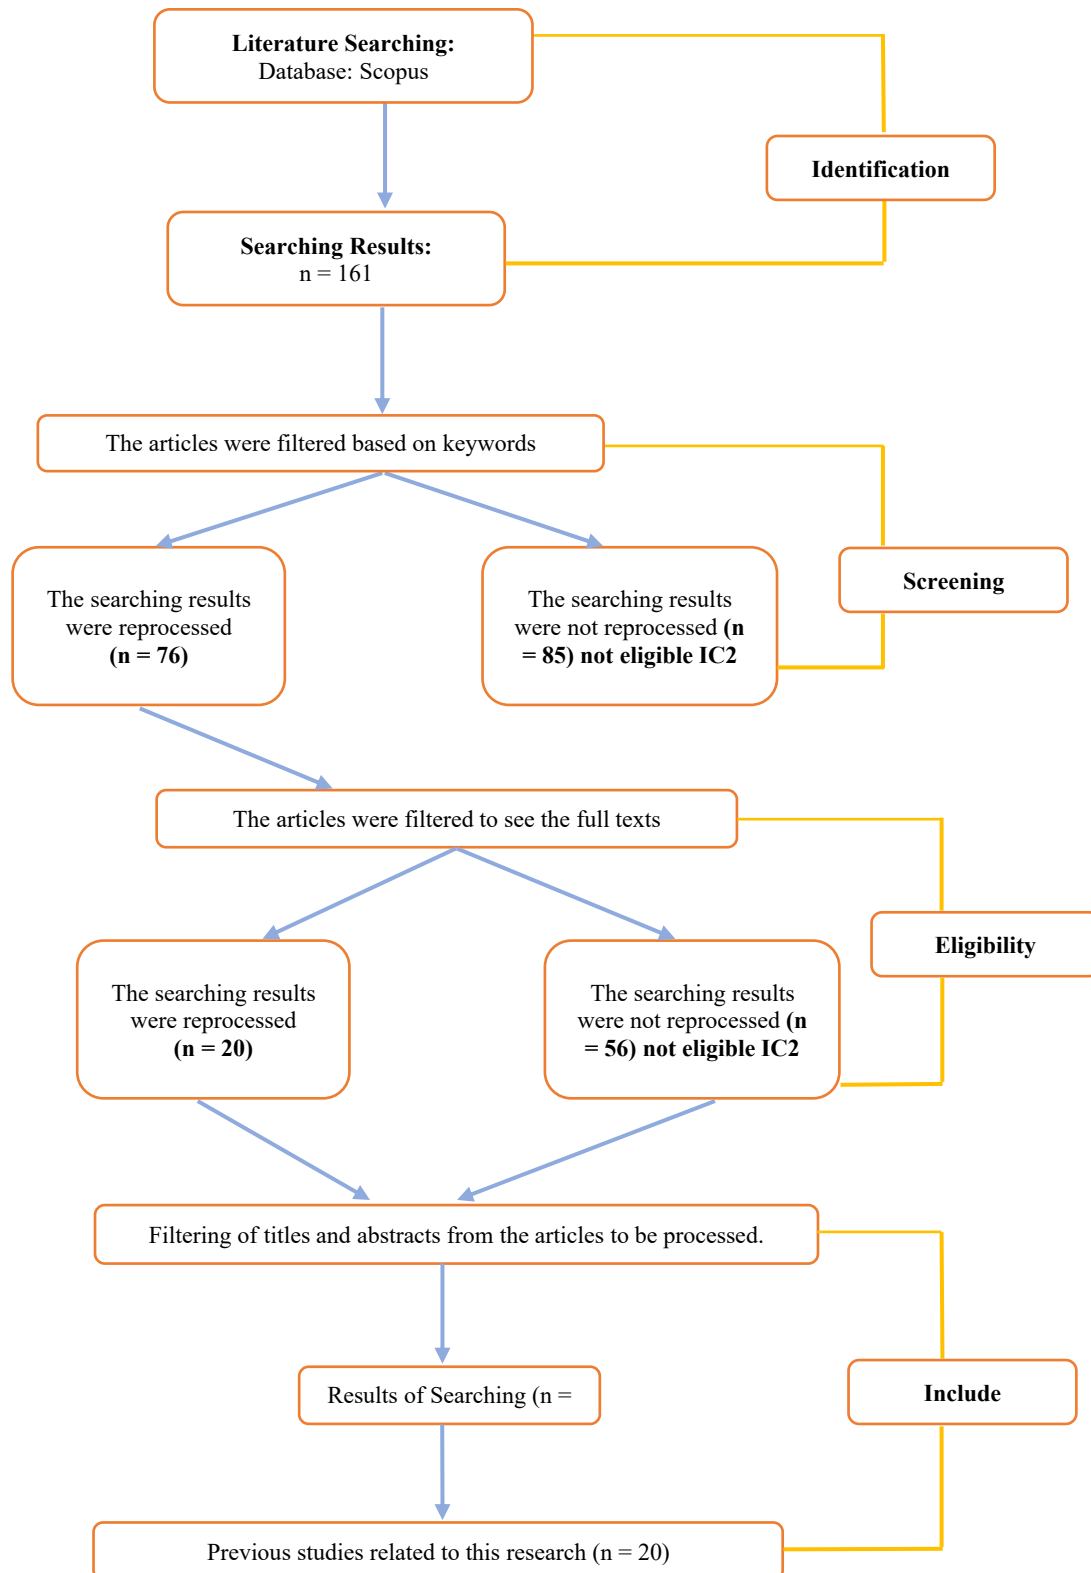 Literature Searching:
Database: Scopus
Identification
Searching Results:
n = 161
The articles were filtered based on keywords
The searching results
were reprocessed
(n = 76)
The searching results
were not reprocessed (n
= 85) not eligible IC2
Screening
The articles were filtered to see the full texts
The searching results
were reprocessed
(n = 20)
The searching results
were not reprocessed (n
= 56) not eligible IC2
Eligibility
Filtering of titles and abstracts from the articles to be processed.
Results of Searching (n =
Include
Previous studies related to this research (n = 20)